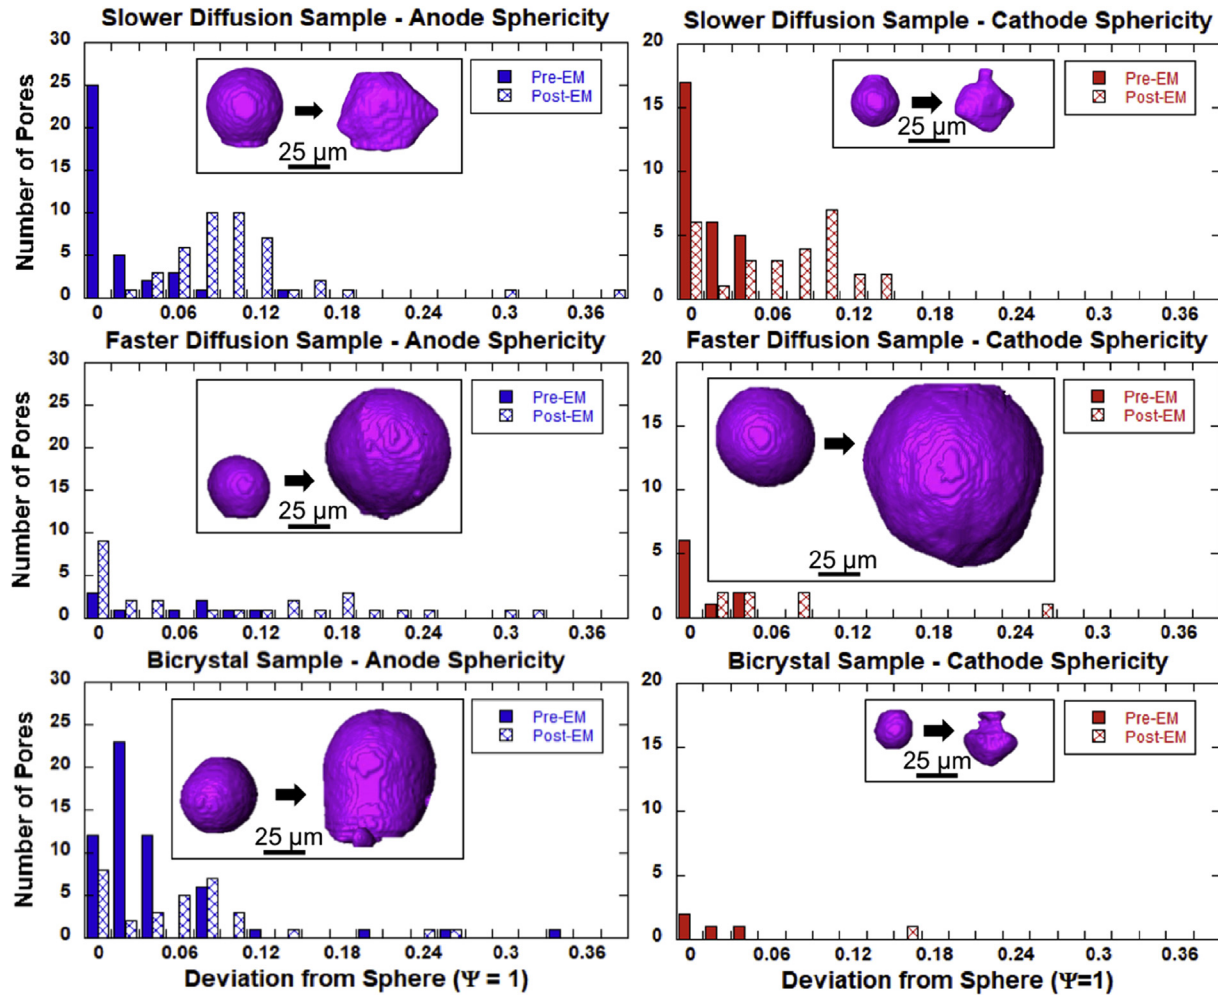 Slower Diffusion Sample - Anode Sphericity
Number of Pores
30
25
20
15
10
5
0
Pre-EM
Post-EM
25 µm
0 0.06 0.12 0.18 0.24 0.3 0.36
Slower Diffusion Sample - Cathode Sphericity
20
15
10
5
0
Pre-EM
Post-EM
25 µm
0 0.06 0.12 0.18 0.24 0.3 0.36
Faster Diffusion Sample - Anode Sphericity
Number of Pores
30
25
20
15
10
5
0
Pre-EM
Post-EM
25 µm
0 0.06 0.12 0.18 0.24 0.3 0.36
Faster Diffusion Sample - Cathode Sphericity
20
15
10
5
0
Pre-EM
Post-EM
25 µm
0 0.06 0.12 0.18 0.24 0.3 0.36
Bicrystal Sample - Anode Sphericity
Number of Pores
30
25
20
15
10
5
0
Pre-EM
Post-EM
25 µm
0 0.06 0.12 0.18 0.24 0.3 0.36
Deviation from Sphere (Ψ = 1)
Bicrystal Sample - Cathode Sphericity
20
15
10
5
0
Pre-EM
Post-EM
25 µm
0 0.06 0.12 0.18 0.24 0.3 0.36
Deviation from Sphere (Ψ=1)